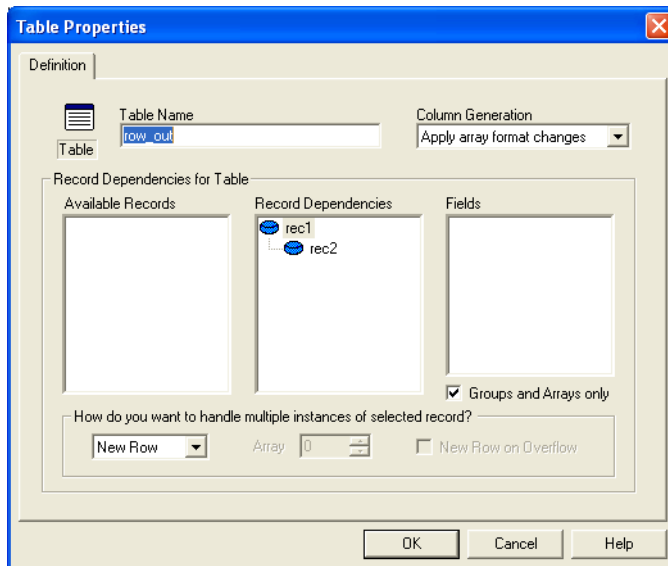 Table Properties
Definition
Table
Table Name
row_out
Column Generation
Apply array format changes
Record Dependencies for Table
Available Records
Record Dependencies
rec1
rec2
Fields
Groups and Arrays only
How do you want to handle multiple instances of selected record?
New Row
Array
0
New Row on Overflow
OK
Cancel
Help